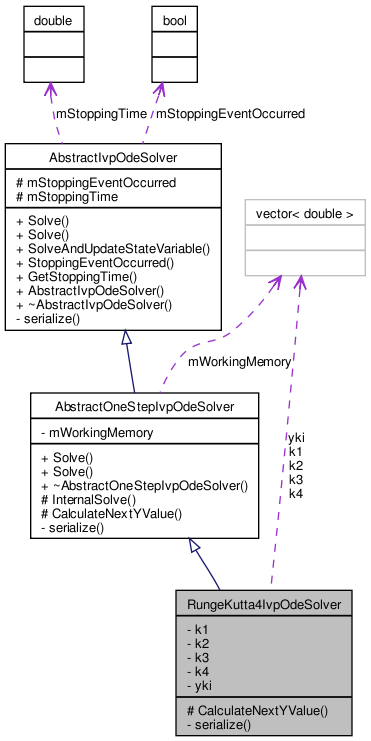 double
bool
mStoppingTime
mStoppingEventOccurred
AbstractIvpOdeSolver
# mStoppingEventOccurred
# mStoppingTime
+ Solve()
+ Solve()
+ SolveAndUpdateStateVariable()
+ StoppingEventOccurred()
+ GetStoppingTime()
+ AbstractIvpOdeSolver()
+ ~AbstractIvpOdeSolver()
- serialize()
vector< double >
mWorkingMemory
AbstractOneStepIvpOdeSolver
- mWorkingMemory
+ Solve()
+ Solve()
+ ~AbstractOneStepIvpOdeSolver()
# InternalSolve()
# CalculateNextYValue()
- serialize()
yki
k1
k2
k3
k4
RungeKutta4IvpOdeSolver
- k1
- k2
- k3
- k4
- yki
# CalculateNextYValue()
- serialize()